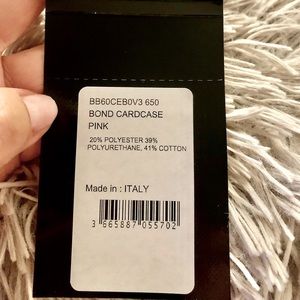 BB60CEB0V3 650
BOND CARDCASE
PINK
20% POLYESTER 39%
POLYURETHANE, 41% COTTON
Made in : ITALY
3 665887 055702